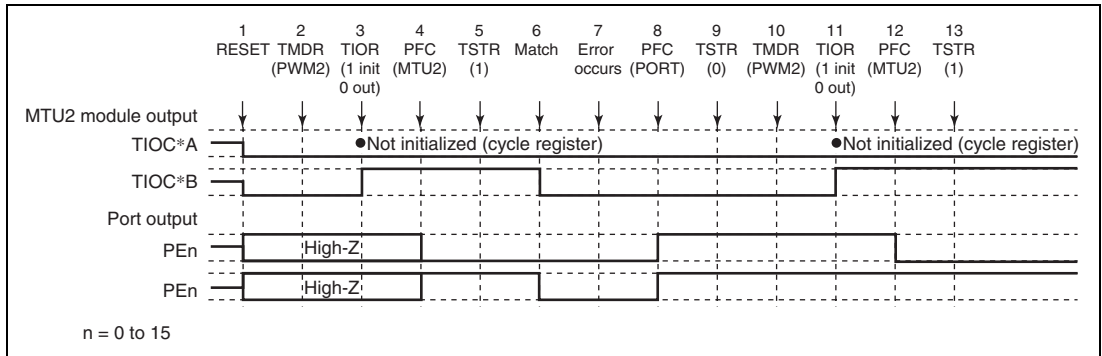 1 2 3 4 5 6 7 8 9 10 11 12 13
RESET TMDR TIOR PFC TSTR Match Error PFC TSTR TMDR TIOR PFC TSTR
(PWM2) (1 init (MTU2) (1) occurs (PORT) (0) (PWM2) (1 init (MTU2) (1)
0 out) 0 out)
MTU2 module output
TIOC*A ●Not initialized (cycle register) ●Not initialized (cycle register)
TIOC*B
Port output
PEn High-Z
PEn High-Z
n = 0 to 15